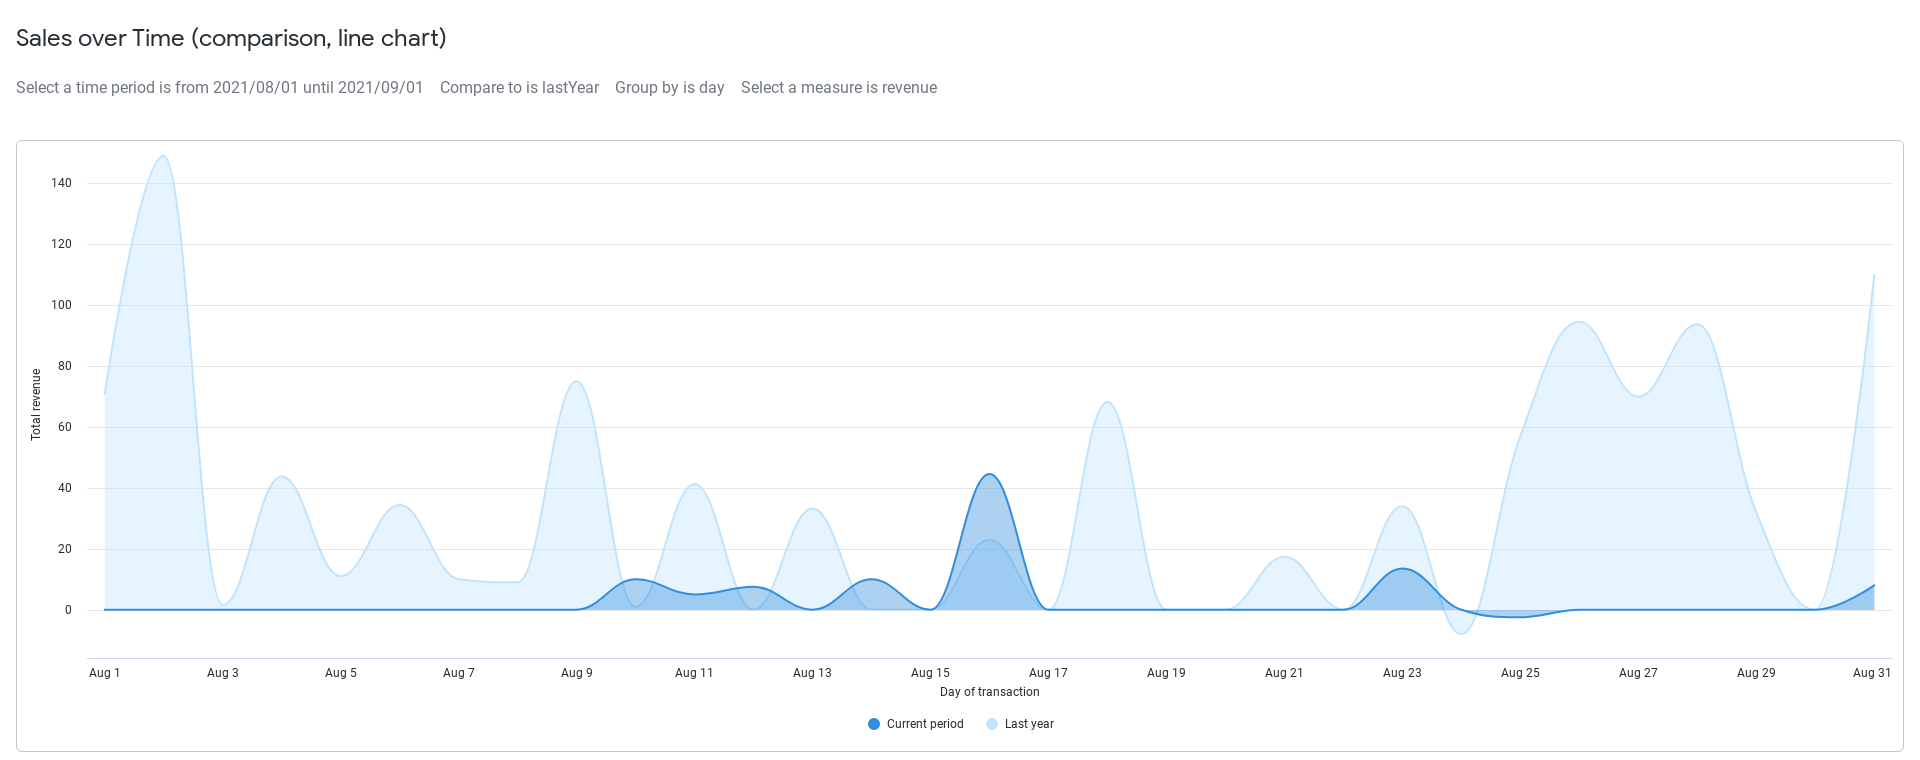 Sales over Time (comparison, line chart)
Select a time period is from 2021/08/01 until 2021/09/01 Compare to is lastYear Group by is day Select a measure is revenue
140
120
100
80
60
40
20
0
Total revenue
Aug 1 Aug 3 Aug 5 Aug 7 Aug 9 Aug 11 Aug 13 Aug 15 Aug 17 Aug 19 Aug 21 Aug 23 Aug 25 Aug 27 Aug 29 Aug 31
Day of transaction
Current period Last year